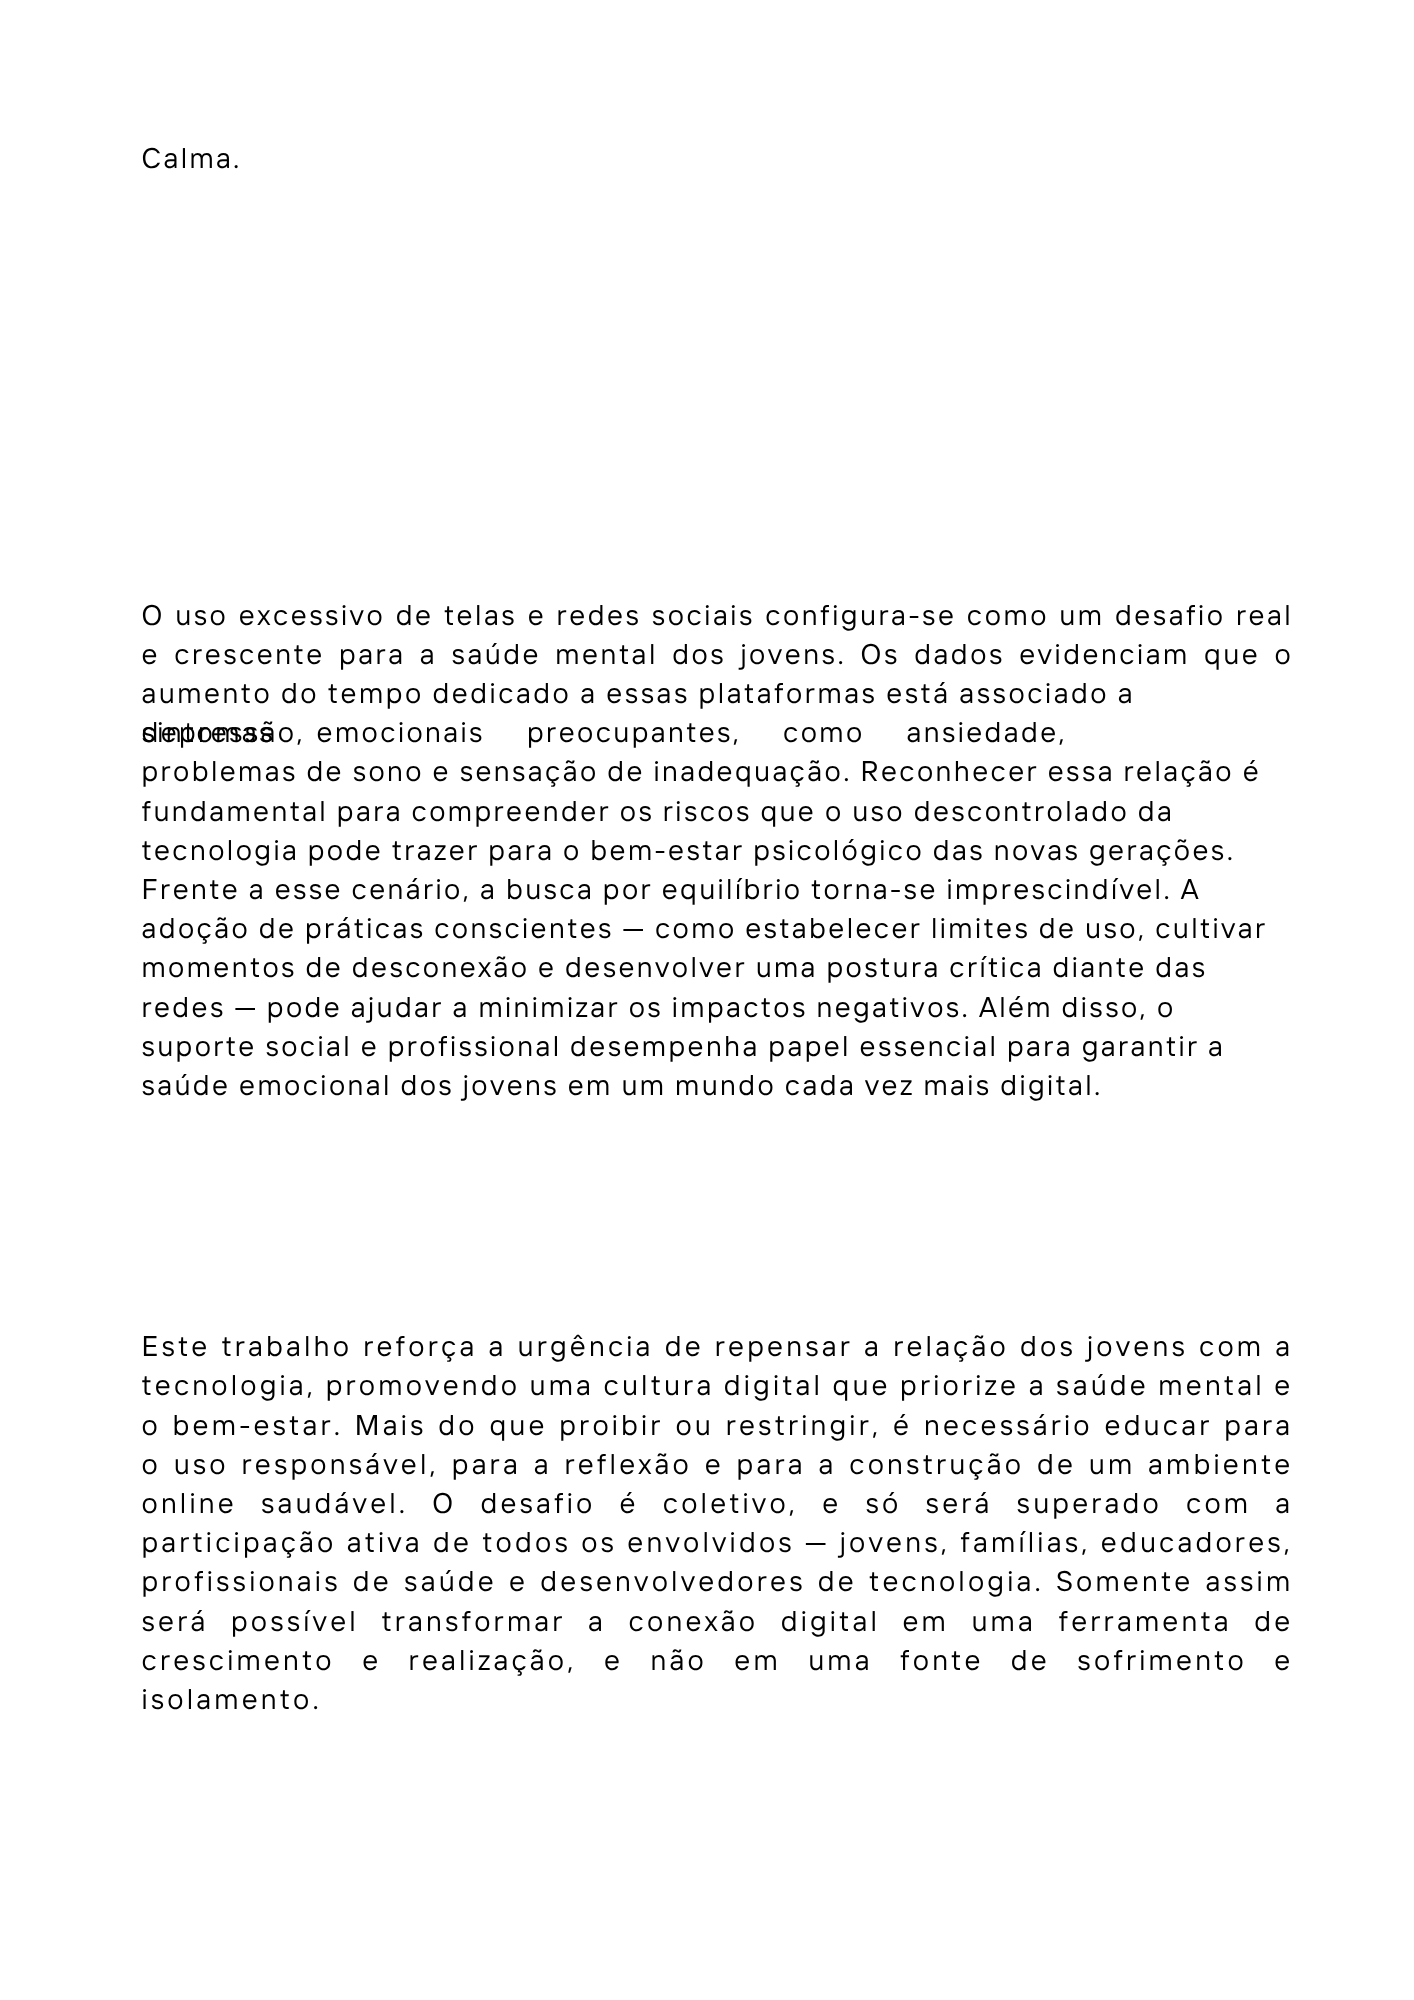 Calma.
O uso excessivo de telas e redes sociais configura-se como um desafio real
e crescente para a saúde mental dos jovens. Os dados evidenciam que o
aumento do tempo dedicado a essas plataformas está associado a
sintomas depressão, emocionais preocupantes, como ansiedade,
problemas de sono e sensação de inadequação. Reconhecer essa relação é
fundamental para compreender os riscos que o uso descontrolado da
tecnologia pode trazer para o bem-estar psicológico das novas gerações.
Frente a esse cenário, a busca por equilíbrio torna-se imprescindível. A
adoção de práticas conscientes — como estabelecer limites de uso, cultivar
momentos de desconexão e desenvolver uma postura crítica diante das
redes — pode ajudar a minimizar os impactos negativos. Além disso, o
suporte social e profissional desempenha papel essencial para garantir a
saúde emocional dos jovens em um mundo cada vez mais digital.
Este trabalho reforça a urgência de repensar a relação dos jovens com a
tecnologia, promovendo uma cultura digital que priorize a saúde mental e
o bem-estar. Mais do que proibir ou restringir, é necessário educar para
o uso responsável, para a reflexão e para a construção de um ambiente
online saudável. O desafio é coletivo, e só será superado com a
participação ativa de todos os envolvidos — jovens, famílias, educadores,
profissionais de saúde e desenvolvedores de tecnologia. Somente assim
será possível transformar a conexão digital em uma ferramenta de
crescimento e realização, e não em uma fonte de sofrimento e
isolamento.